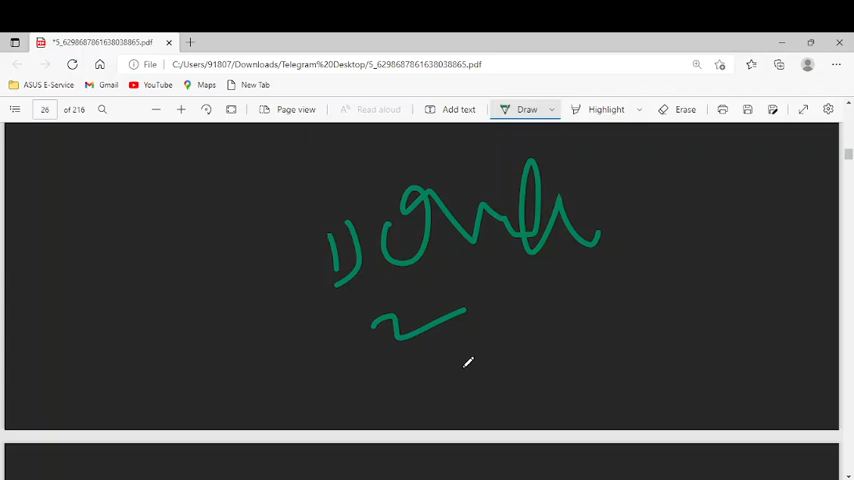 *5_6298687861638038865.pdf
File C:/Users/91807/Downloads/Telegram%20Desktop/5_6298687861638038865.pdf
ASUS E-Service Gmail YouTube Maps New Tab
26 of 216 Page view Read aloud Add text Draw Highlight Erase
1)
2